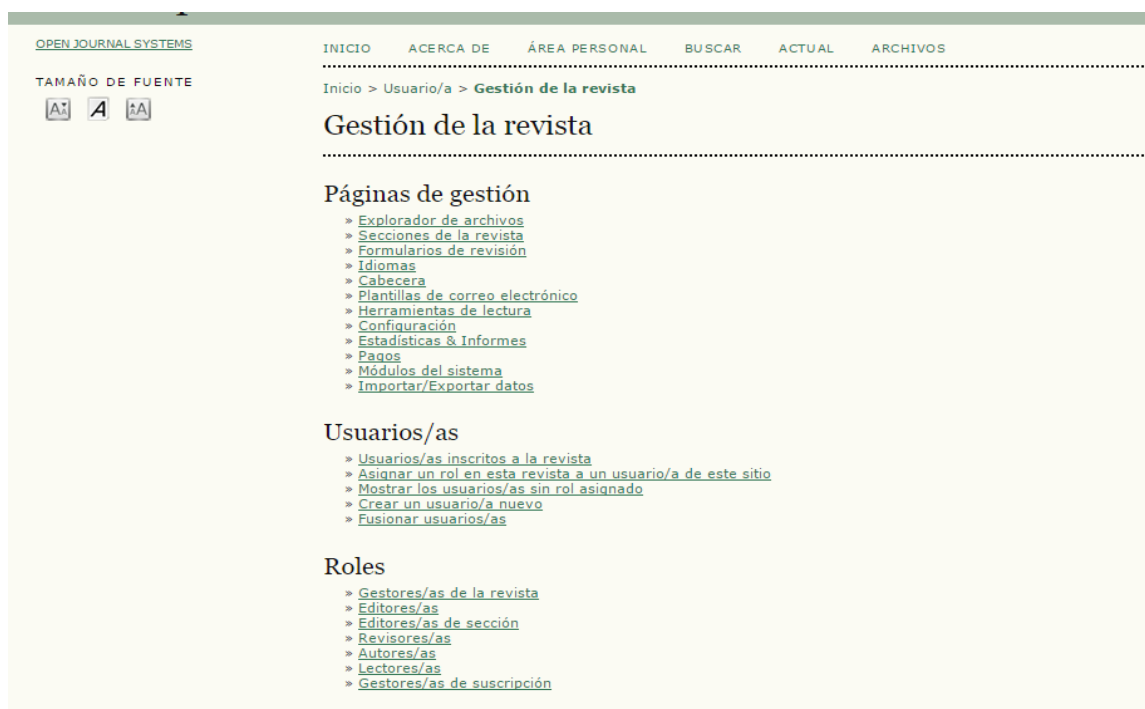 OPEN JOURNAL SYSTEMS
TAMAÑO DE FUENTE
A A A
INICIO ACERCA DE ÁREA PERSONAL BUSCAR ACTUAL ARCHIVOS
Inicio > Usuario/a > Gestión de la revista
Gestión de la revista
Páginas de gestión
» Explorador de archivos
» Secciones de la revista
» Formularios de revisión
» Idiomas
» Cabecera
» Plantillas de correo electrónico
» Herramientas de lectura
» Configuración
» Estadísticas & Informes
» Pagos
» Módulos del sistema
» Importar/Exportar datos
Usuarios/as
» Usuarios/as inscritos a la revista
» Asignar un rol en esta revista a un usuario/a de este sitio
» Mostrar los usuarios/as sin rol asignado
» Crear un usuario/a nuevo
» Fusionar usuarios/as
Roles
» Gestores/as de la revista
» Editores/as
» Editores/as de sección
» Revisores/as
» Autores/as
» Lectores/as
» Gestores/as de suscripción